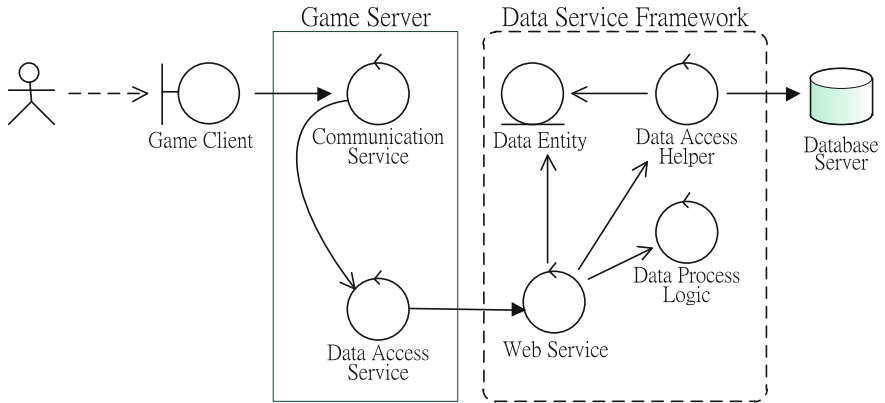 Game Server
Data Service Framework
Game Client
Communication
Service
Data Entity
Data Access
Helper
Database
Server
Data Process
Logic
Data Access
Service
Web Service